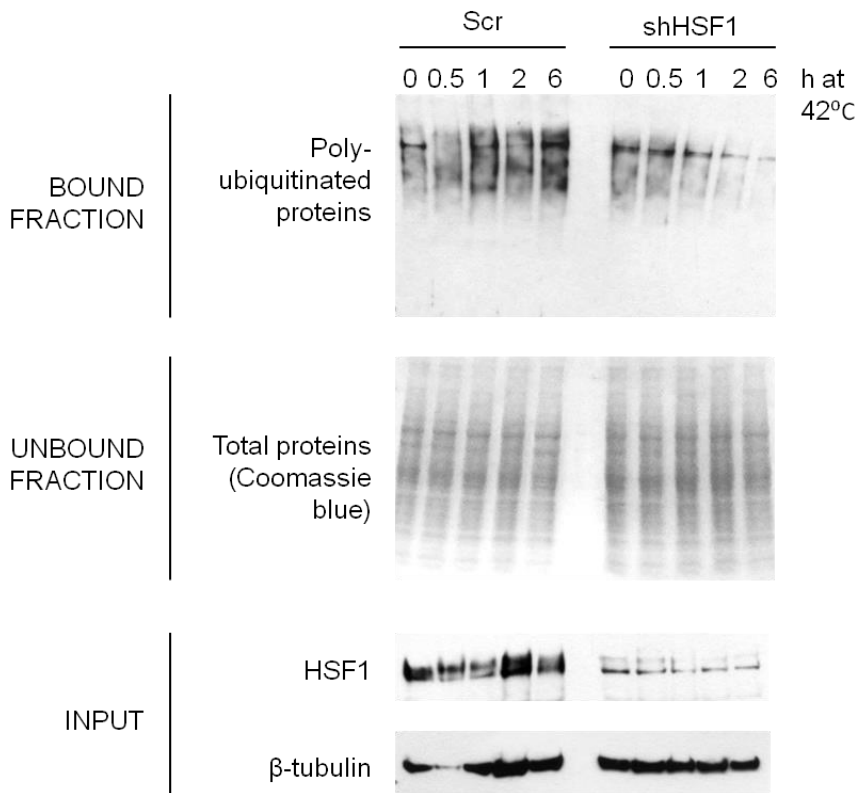 Scr shHSF1
0 0.5 1 2 6 0 0.5 1 2 6 h at
42ºC
BOUND
FRACTION
Poly-
ubiquitinated
proteins
UNBOUND
FRACTION
Total proteins
(Coomassie
blue)
INPUT
HSF1
β-tubulin